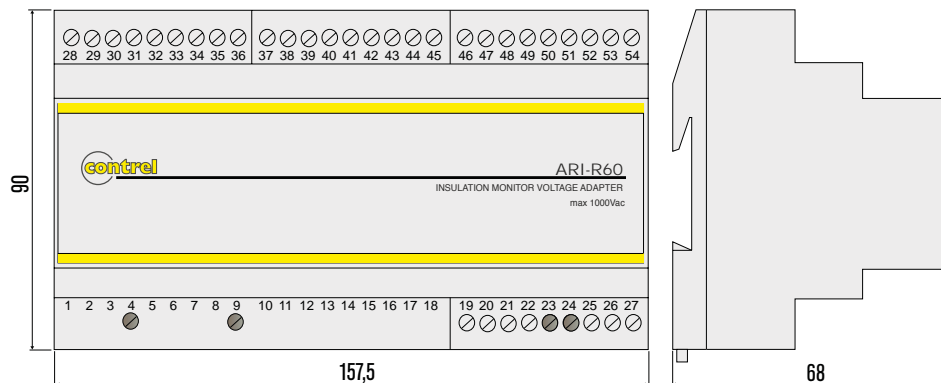 28 29 30 31 32 33 34 35 36 37 38 39 40 41 42 43 44 45 46 47 48 49 50 51 52 53 54
contrel
ARI-R60
INSULATION MONITOR VOLTAGE ADAPTER
max 1000Vac
90
1 2 3 4 5 6 7 8 9 10 11 12 13 14 15 16 17 18 19 20 21 22 23 24 25 26 27
157,5
68